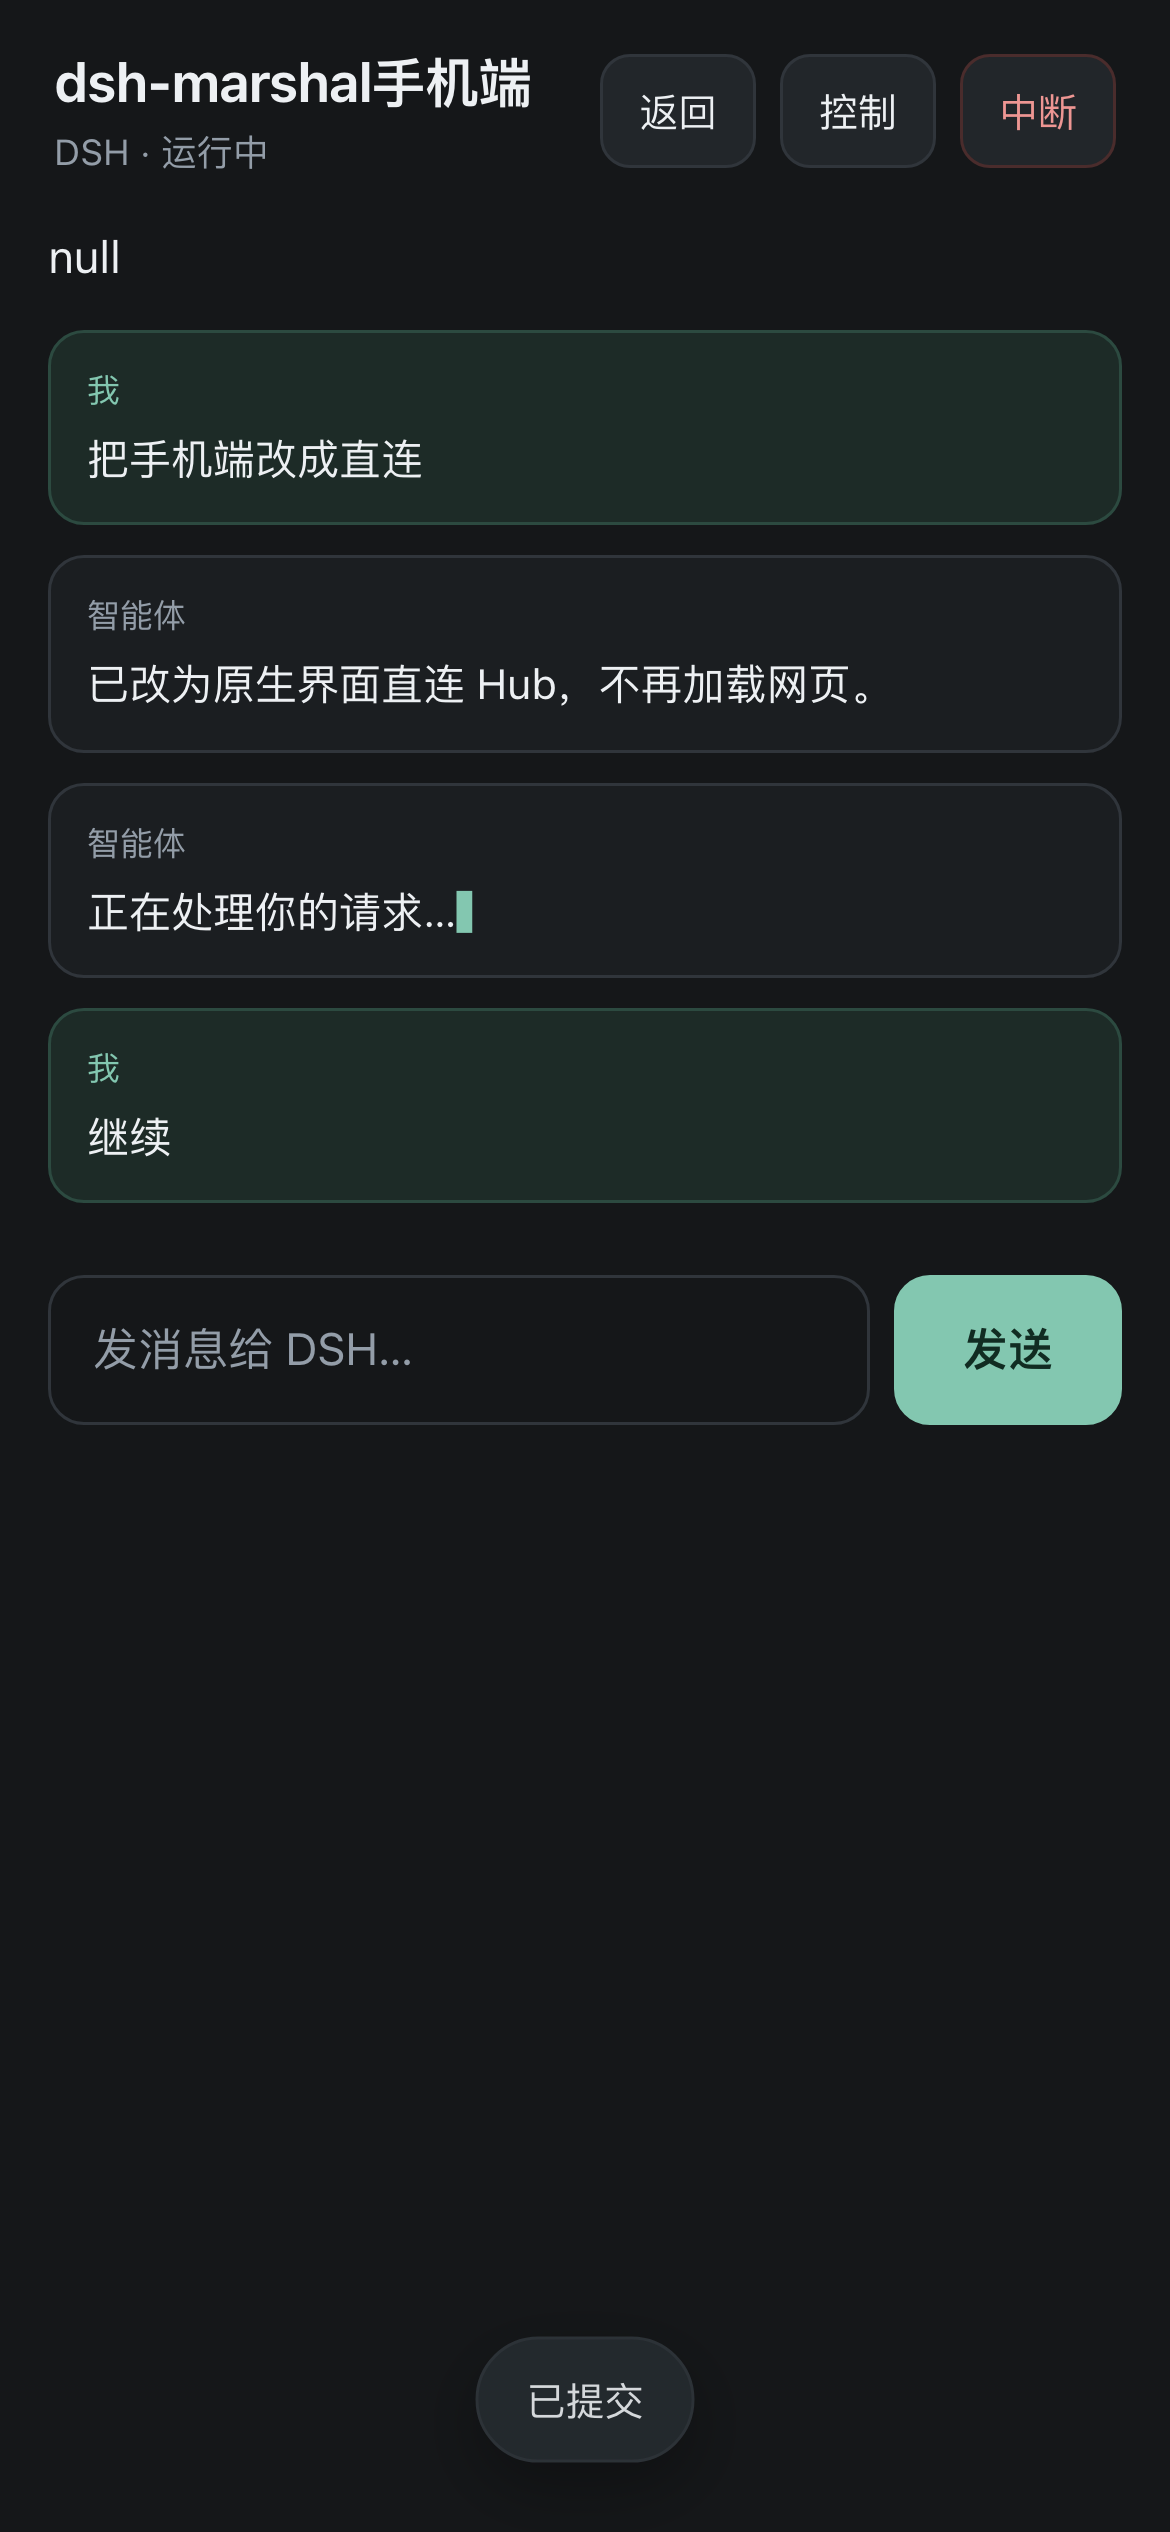 dsh-marshal手机端
DSH · 运行中
返回
控制
中断
null
我
把手机端改成直连
智能体
已改为原生界面直连 Hub，不再加载网页。
智能体
正在处理你的请求...
我
继续
发消息给 DSH...
发送
已提交